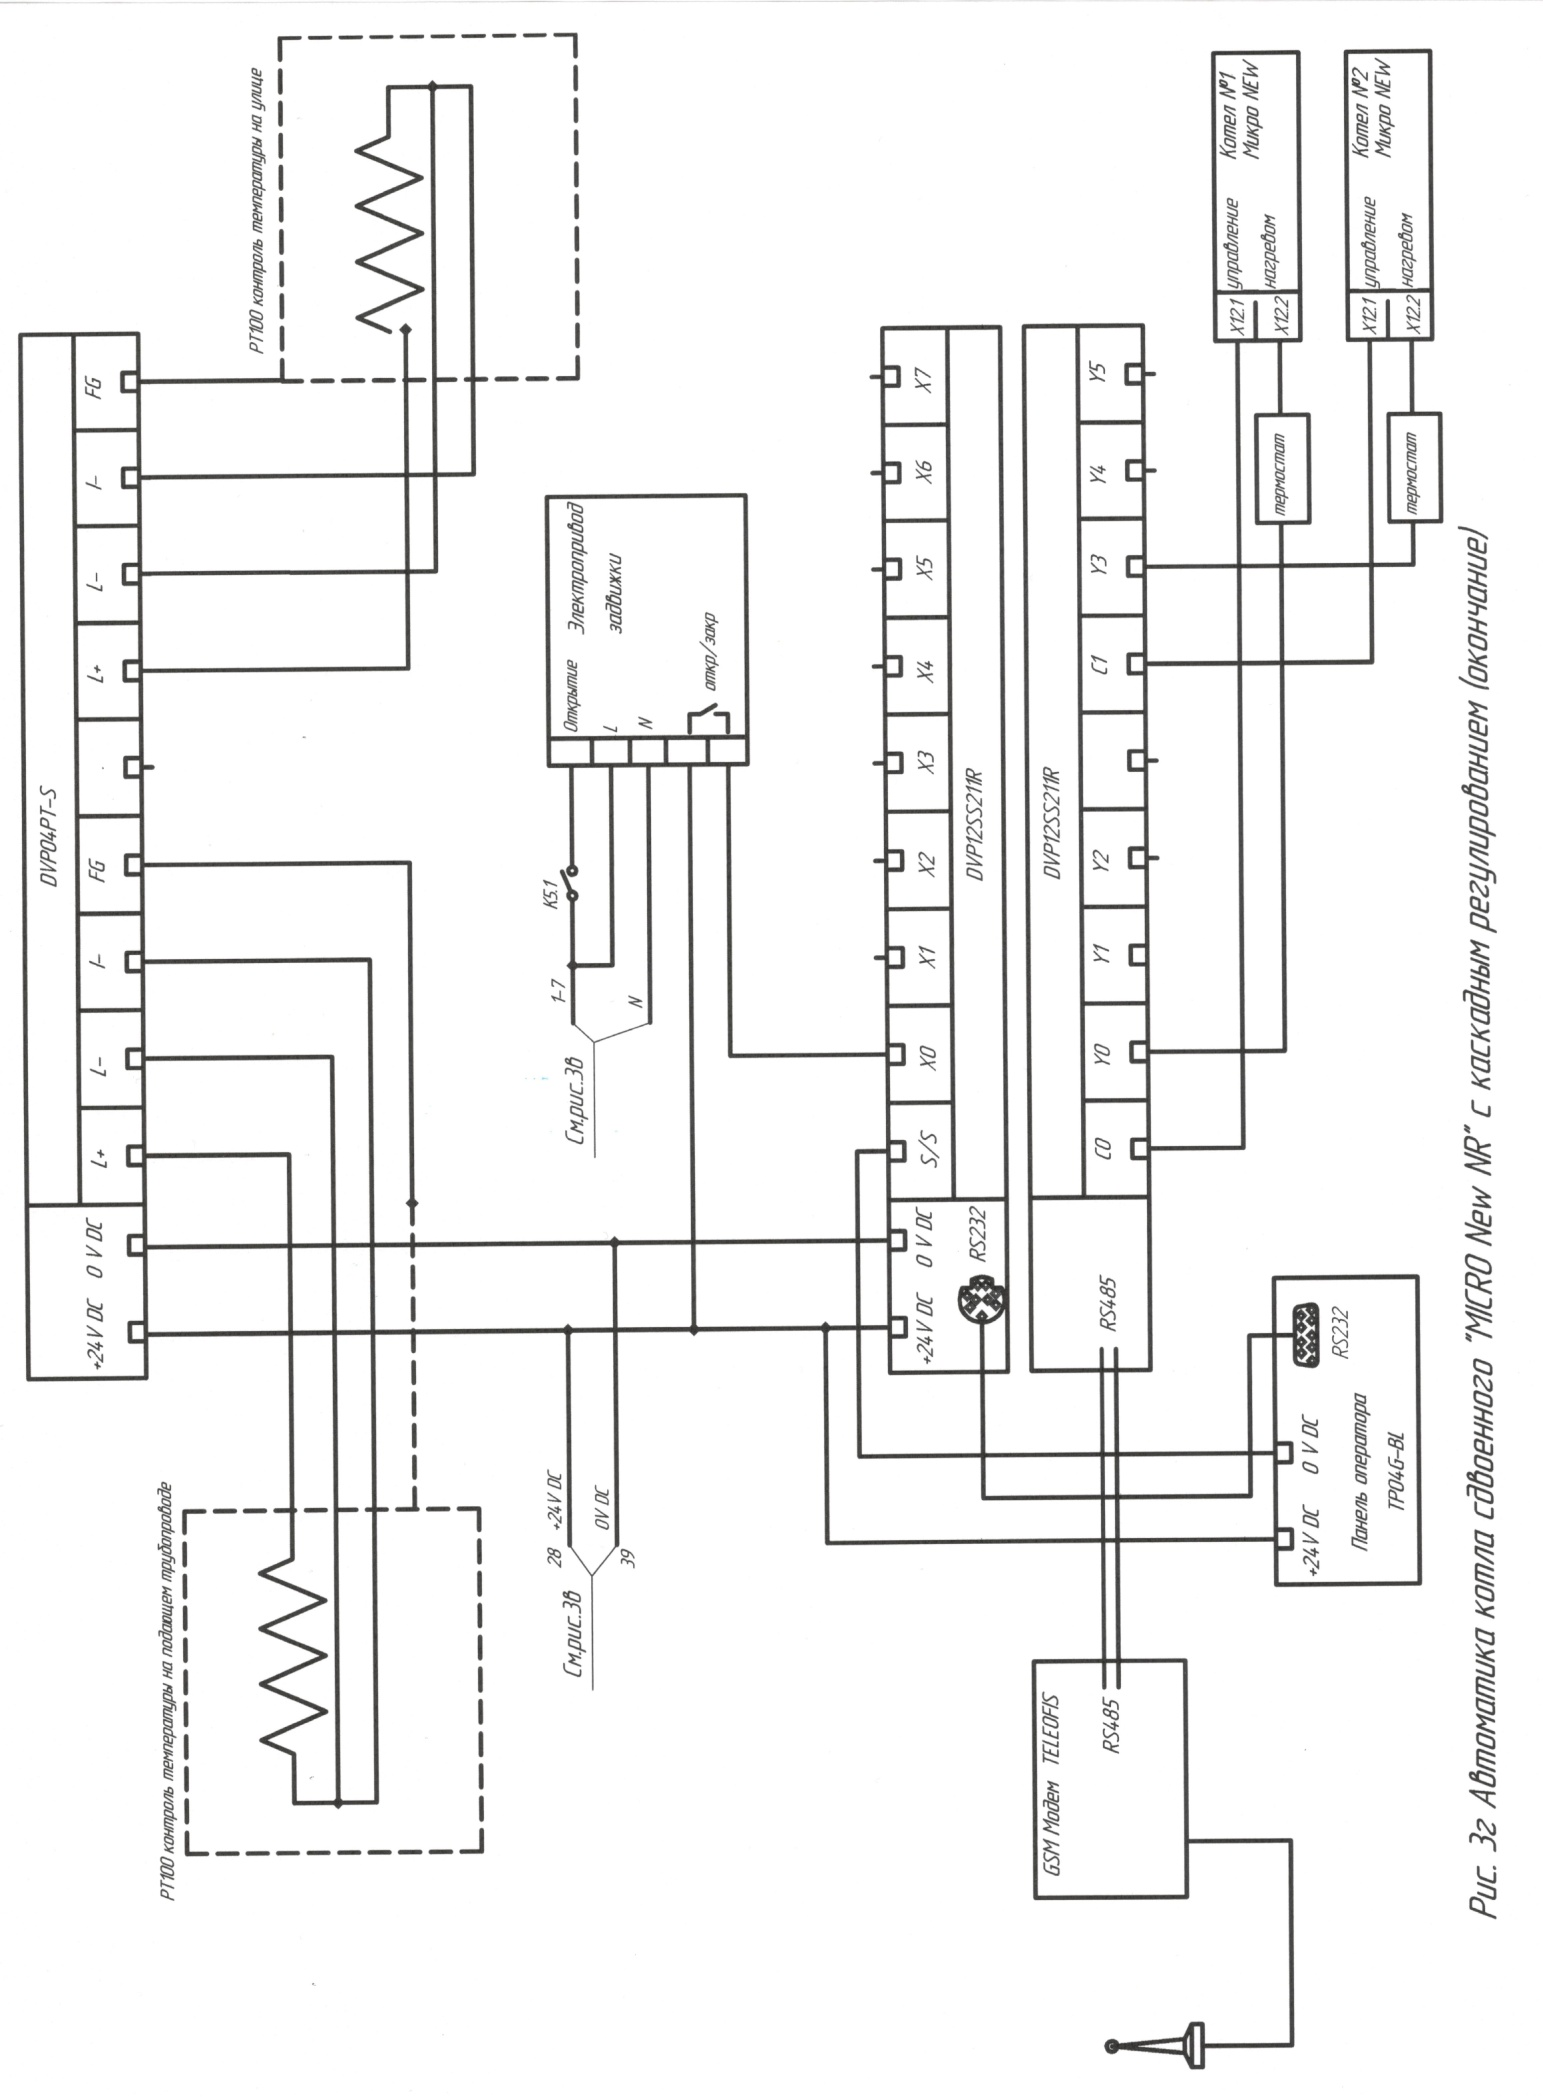 PT100 контроль температуры на подающем трубопроводе
PT100 контроль температуры на улице
DVP04PT-S
+24V DC
0 V DC
L+
L-
I-
FG
L+
L-
I-
FG
См.рис.3в
28
+24V DC
39
0V DC
См.рис.3в
1-7
N
K5.1
Открытие
L
N
Электропривод
задвижки
откр/закр
+24V DC
0 V DC
RS232
S/S
X0
X1
X2
X3
X4
X5
X6
X7
DVP12SS211R
DVP12SS211R
RS485
C0
Y0
Y1
Y2
C1
Y3
Y4
Y5
GSM Модем TELEOFIS
RS485
+24V DC
0 V DC
RS232
Панель оператора
TP04G-BL
термостат
термостат
X12.1
X12.2
управление
нагревом
Котел №1
Микро NEW
X12.1
X12.2
управление
нагревом
Котел №2
Микро NEW
Рис. 3г Автоматика котла сдвоенного "MICRO New NR" с каскадным регулированием (окончание)